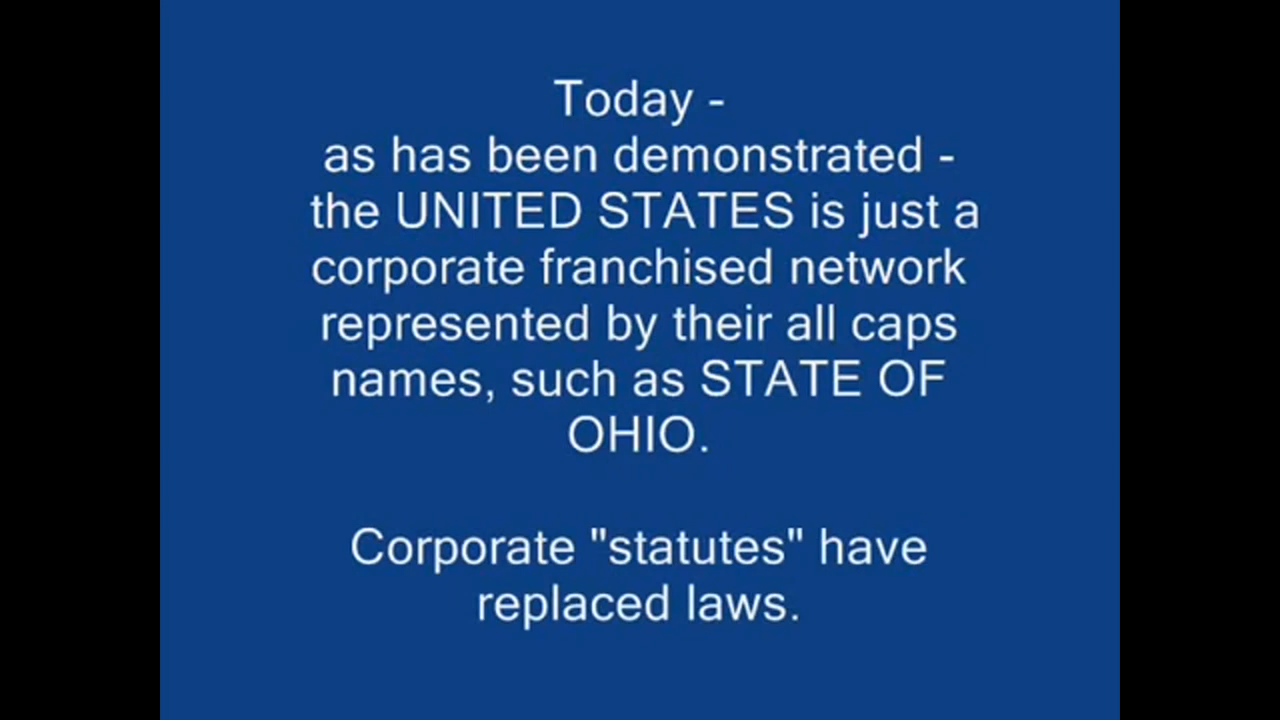 Today -
as has been demonstrated -
the UNITED STATES is just a
corporate franchised network
represented by their all caps
names, such as STATE OF
OHIO.
Corporate "statutes" have
replaced laws.